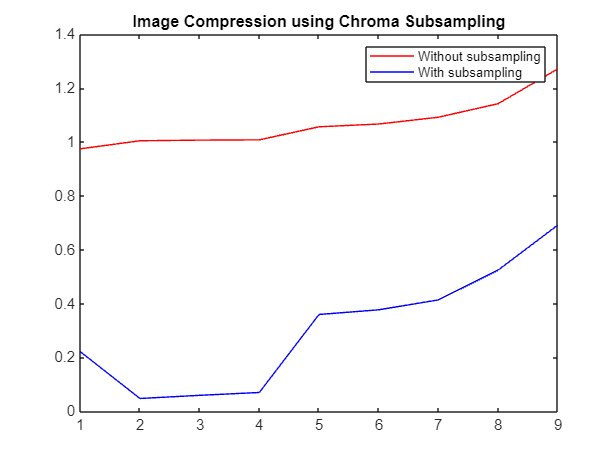 Image Compression using Chroma Subsampling
1.4
Without subsampling
With subsampling
1.2
1
0.8
0.6
0.4
0.2
0
1 2 3 4 5 6 7 8 9